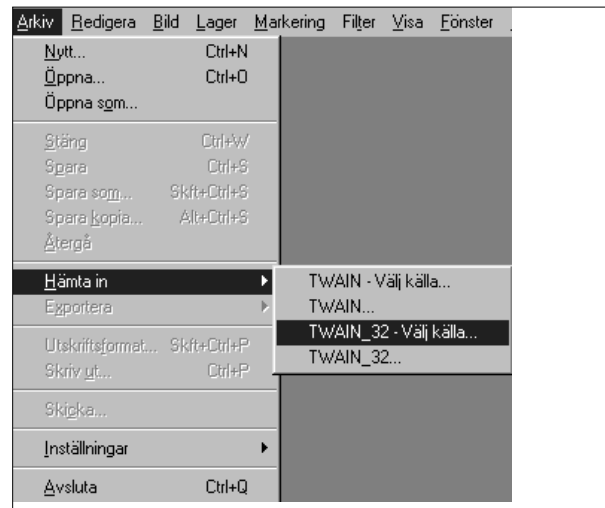 Arkiv Redigera Bild Lager Markering Filter Visa Fönster
Nytt... Ctrl+N
Öppna... Ctrl+O
Öppna som...
Stäng Ctrl+W
Spara Ctrl+S
Spara som... Skft+Ctrl+S
Spara kopia... Alt+Ctrl+S
Återgå
Hämta in
Exportera
Utskriftsformat... Skft+Ctrl+P
Skriv ut... Ctrl+P
Skicka...
Inställningar
Avsluta Ctrl+Q
TWAIN - Välj källa...
TWAIN...
TWAIN_32 - Välj källa...
TWAIN_32...